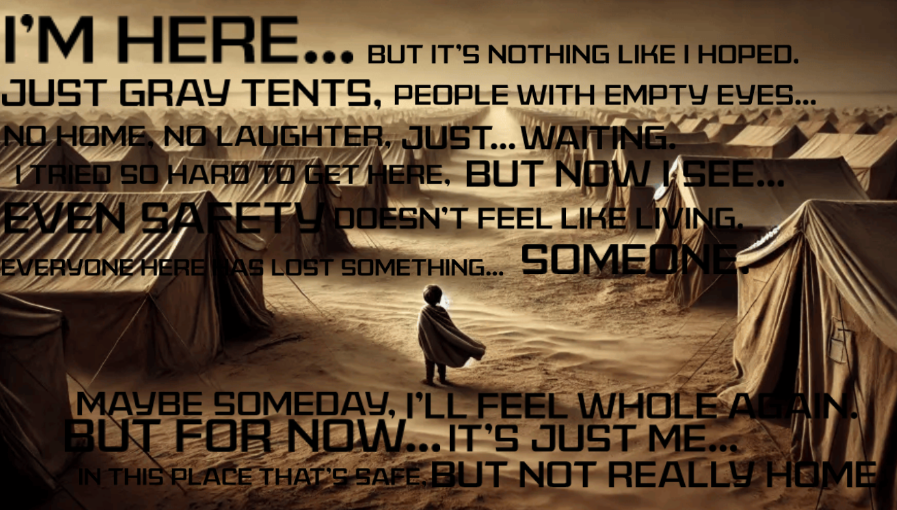 I'M HERE... BUT IT'S NOTHING LIKE I HOPED.
JUST GRAY TENTS, PEOPLE WITH EMPTY EYES...
NO HOME, NO LAUGHTER, JUST... WAITING.
I TRIED SO HARD TO GET HERE, BUT NOW I SEE...
EVEN SAFETY DOESN'T FEEL LIKE LIVING.
EVERYONE HERE HAS LOST SOMETHING... SOMEONE.
MAYBE SOMEDAY, I'LL FEEL WHOLE AGAIN.
BUT FOR NOW... IT'S JUST ME...
IN THIS PLACE THAT'S SAFE, BUT NOT REALLY HOME.